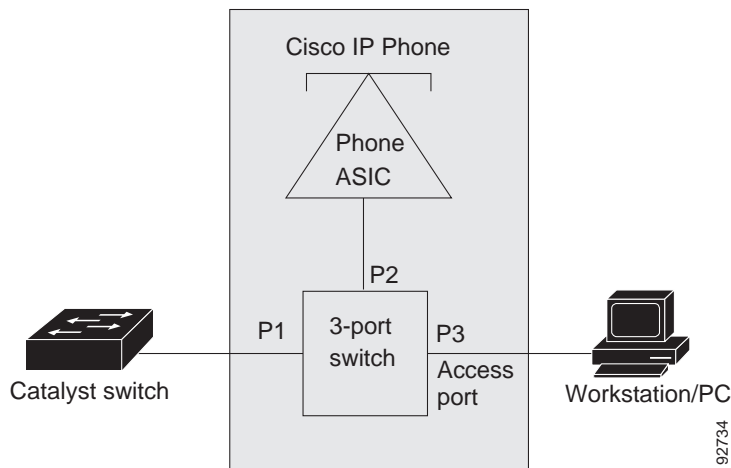 Cisco IP Phone
Phone
ASIC
P2
P1
3-port
switch
P3
Access
port
Catalyst switch
Workstation/PC
92734